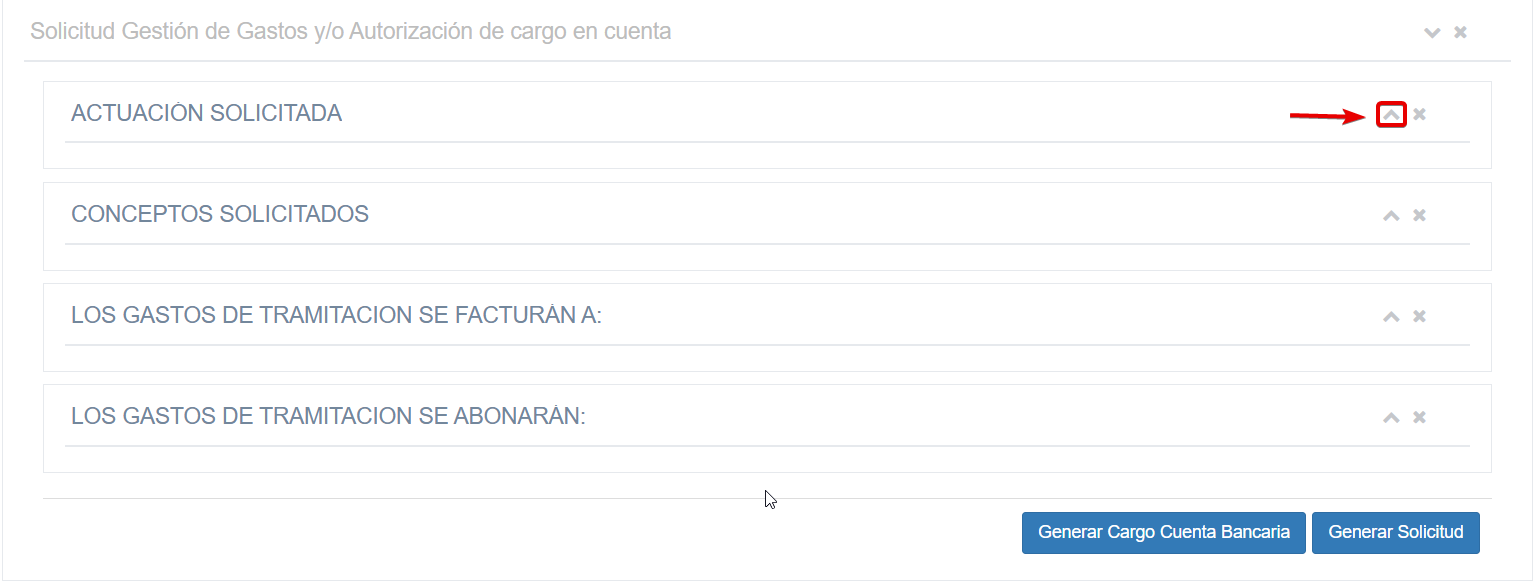 Solicitud Gestión de Gastos y/o Autorización de cargo en cuenta
ACTUACIÓN SOLICITADA
CONCEPTOS SOLICITADOS
LOS GASTOS DE TRAMITACION SE FACTURÁN A:
LOS GASTOS DE TRAMITACION SE ABONARÁN:
Generar Cargo Cuenta Bancaria
Generar Solicitud